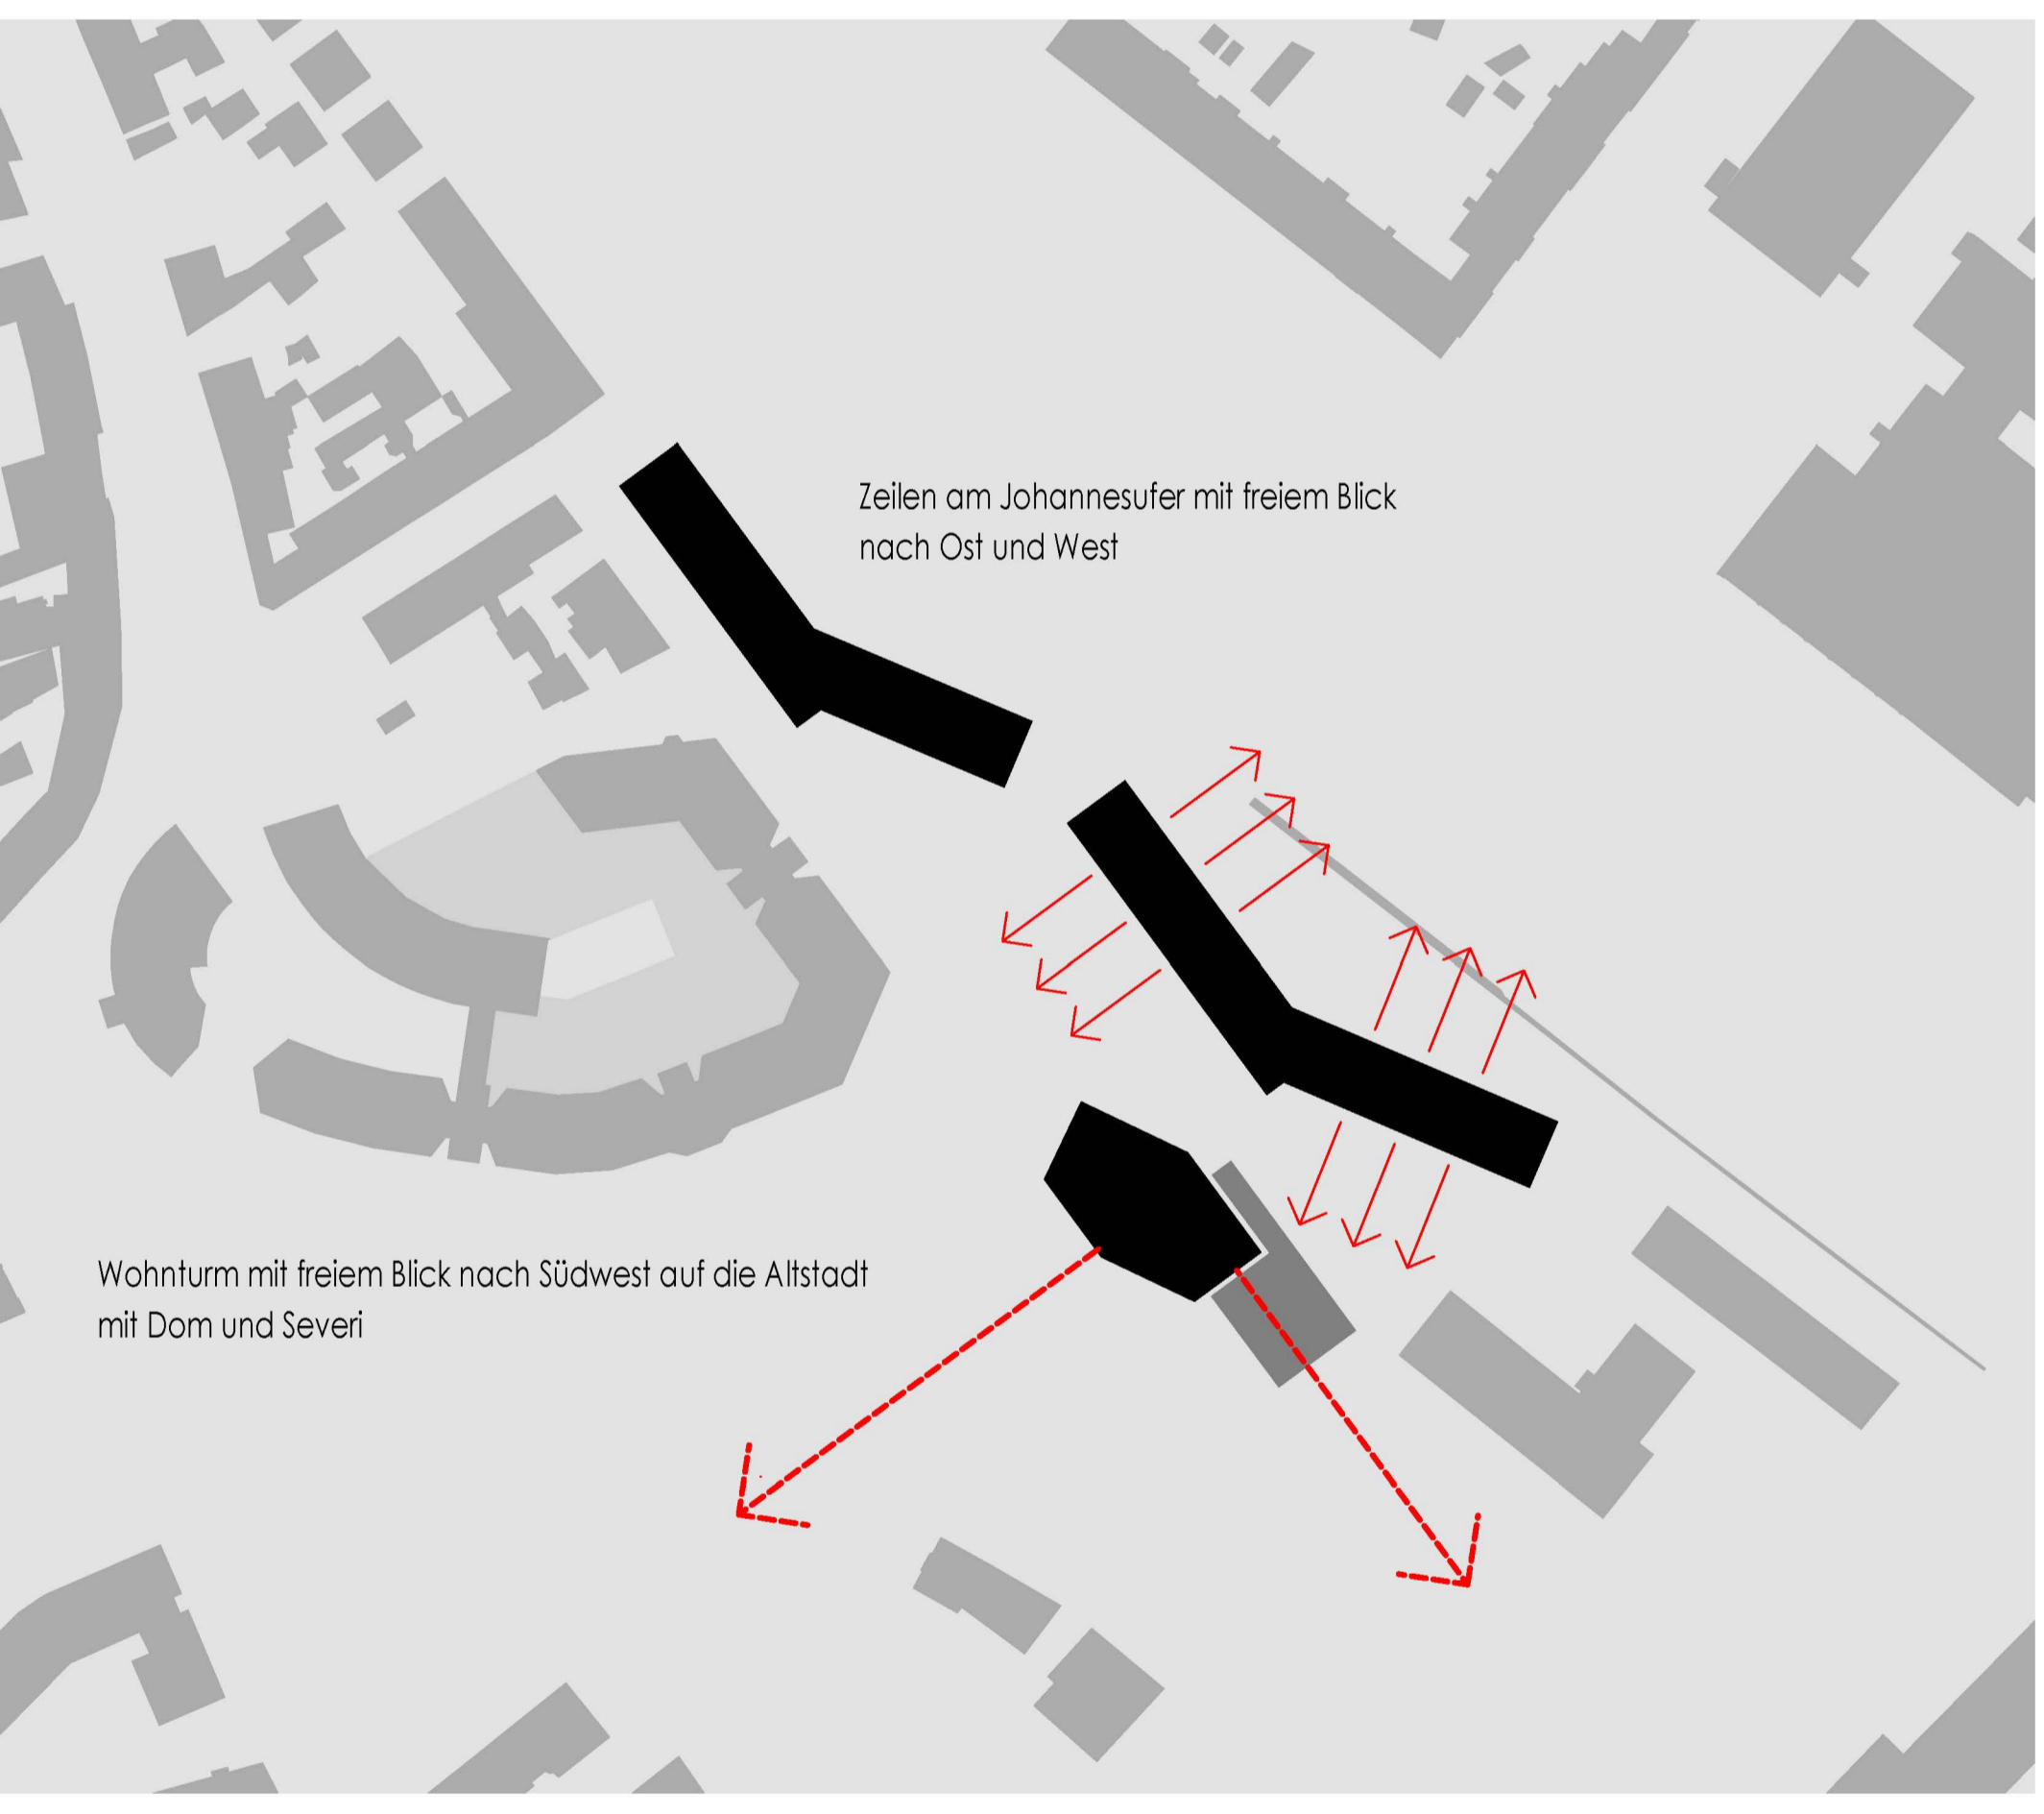 Zeilen am Johannesufer mit freiem Blick
nach Ost und West
Wohnturm mit freiem Blick nach Südwest auf die Altstadt
mit Dom und Severi